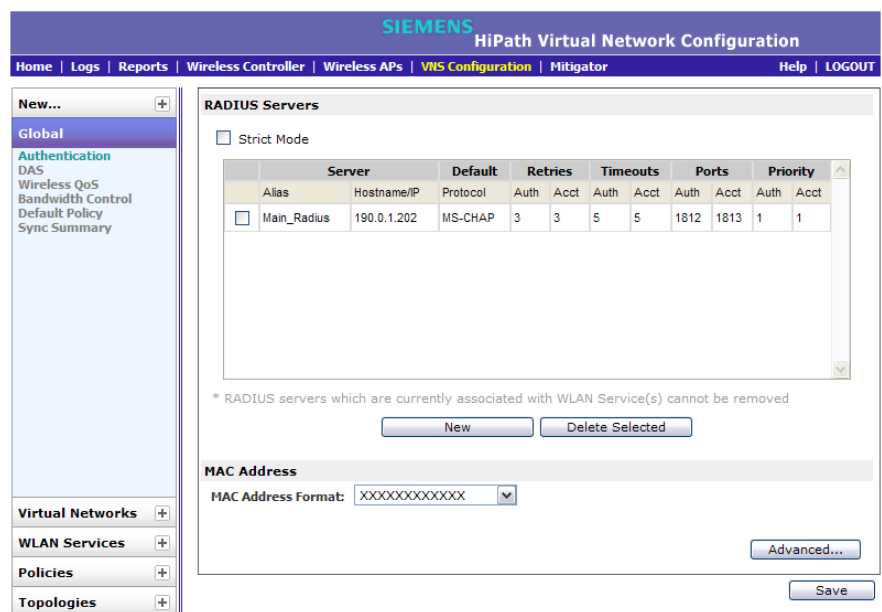 SIEMENS
HiPath Virtual Network Configuration
Home | Logs | Reports | Wireless Controller | Wireless APs | VNS Configuration | Mitigator Help | LOGOUT
New...
Global
Authentication
DAS
Wireless QoS
Bandwidth Control
Default Policy
Sync Summary
Virtual Networks
WLAN Services
Policies
Topologies
RADIUS Servers
Strict Mode
Server Default Retries Timeouts Ports Priority
Alias Hostname/IP Protocol Auth Acct Auth Acct Auth Acct Auth Acct
Main_Radius 190.0.1.202 MS-CHAP 3 3 5 5 1812 1813 1 1
* RADIUS servers which are currently associated with WLAN Service(s) cannot be removed
New Delete Selected
MAC Address
MAC Address Format: XXXXXXXXXXXX
Advanced...
Save